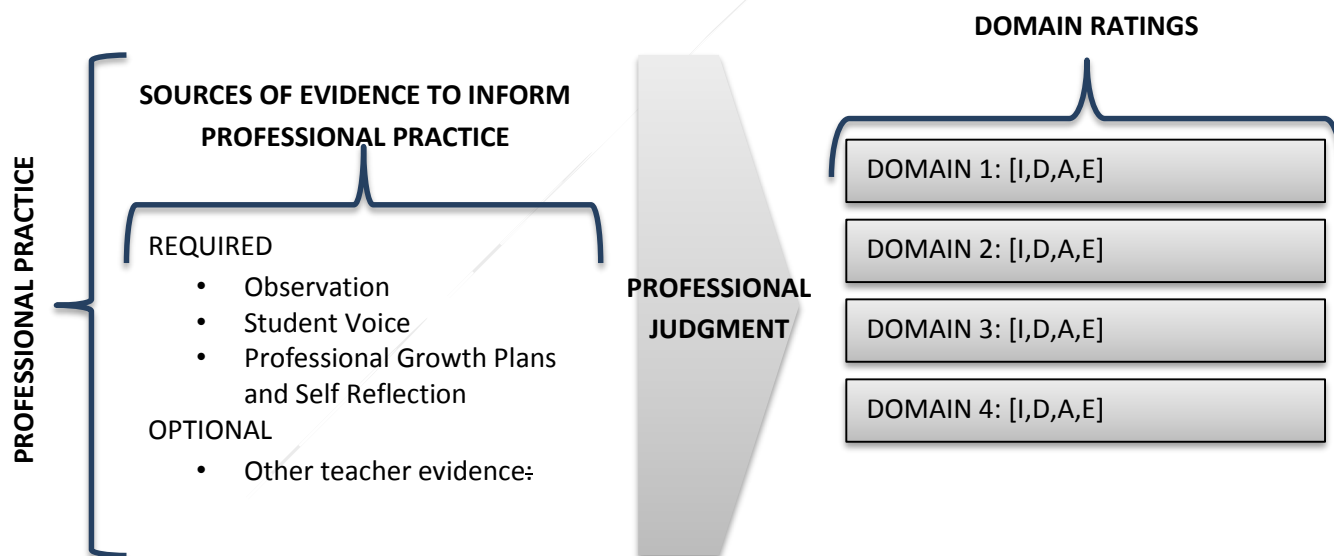 PROFESSIONAL PRACTICE
SOURCES OF EVIDENCE TO INFORM
PROFESSIONAL PRACTICE
REQUIRED
• Observation
• Student Voice
• Professional Growth Plans
and Self Reflection
OPTIONAL
• Other teacher evidence:
PROFESSIONAL
JUDGMENT
DOMAIN RATINGS
DOMAIN 1: [I,D,A,E]
DOMAIN 2: [I,D,A,E]
DOMAIN 3: [I,D,A,E]
DOMAIN 4: [I,D,A,E]